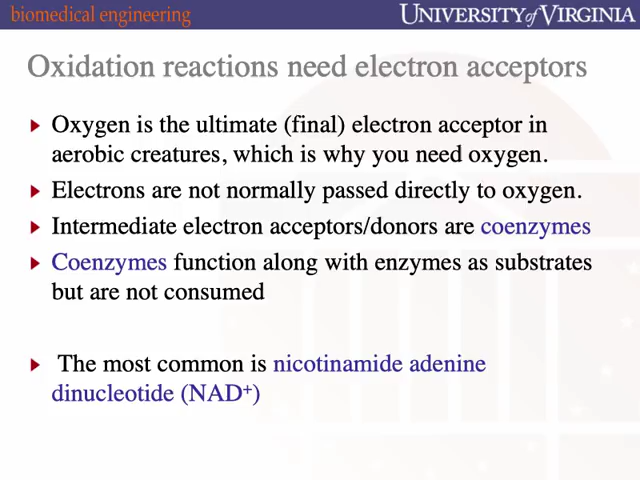 biomedical engineering
UNIVERSITY of VIRGINIA
Oxidation reactions need electron acceptors
Oxygen is the ultimate (final) electron acceptor in
aerobic creatures, which is why you need oxygen.
Electrons are not normally passed directly to oxygen.
Intermediate electron acceptors/donors are coenzymes
Coenzymes function along with enzymes as substrates
but are not consumed
The most common is nicotinamide adenine
dinucleotide (NAD⁺)